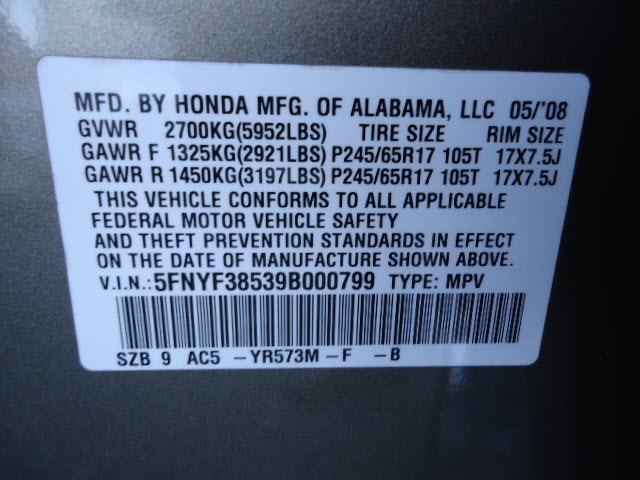 MFD. BY HONDA MFG. OF ALABAMA, LLC 05/'08
GVWR 2700KG(5952LBS) TIRE SIZE RIM SIZE
GAWR F 1325KG(2921LBS) P245/65R17 105T 17X7.5J
GAWR R 1450KG(3197LBS) P245/65R17 105T 17X7.5J
THIS VEHICLE CONFORMS TO ALL APPLICABLE
FEDERAL MOTOR VEHICLE SAFETY
AND THEFT PREVENTION STANDARDS IN EFFECT
ON THE DATE OF MANUFACTURE SHOWN ABOVE.
V.I.N.:5FNYF38539B000799 TYPE: MPV
SZB 9 AC5 -YR573M-F -B